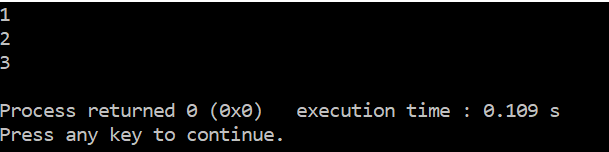 1
2
3
Process returned 0 (0x0)   execution time : 0.109 s
Press any key to continue.